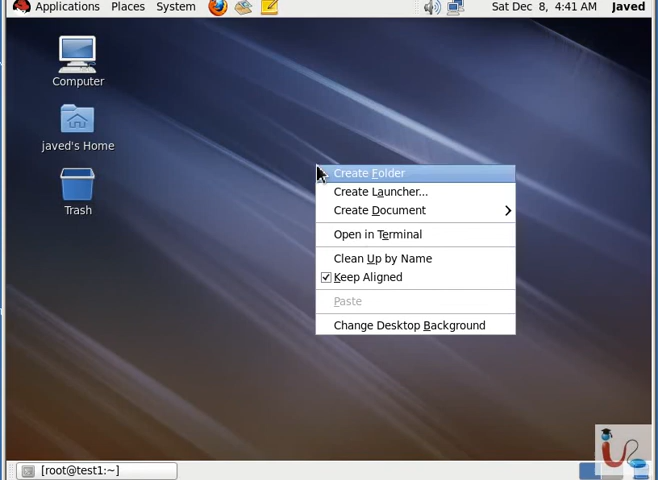 Applications Places System Sat Dec 8, 4:41 AM Javed
Computer
javed's Home
Trash
Create Folder
Create Launcher...
Create Document
Open in Terminal
Clean Up by Name
Keep Aligned
Paste
Change Desktop Background
[root@test1:~]